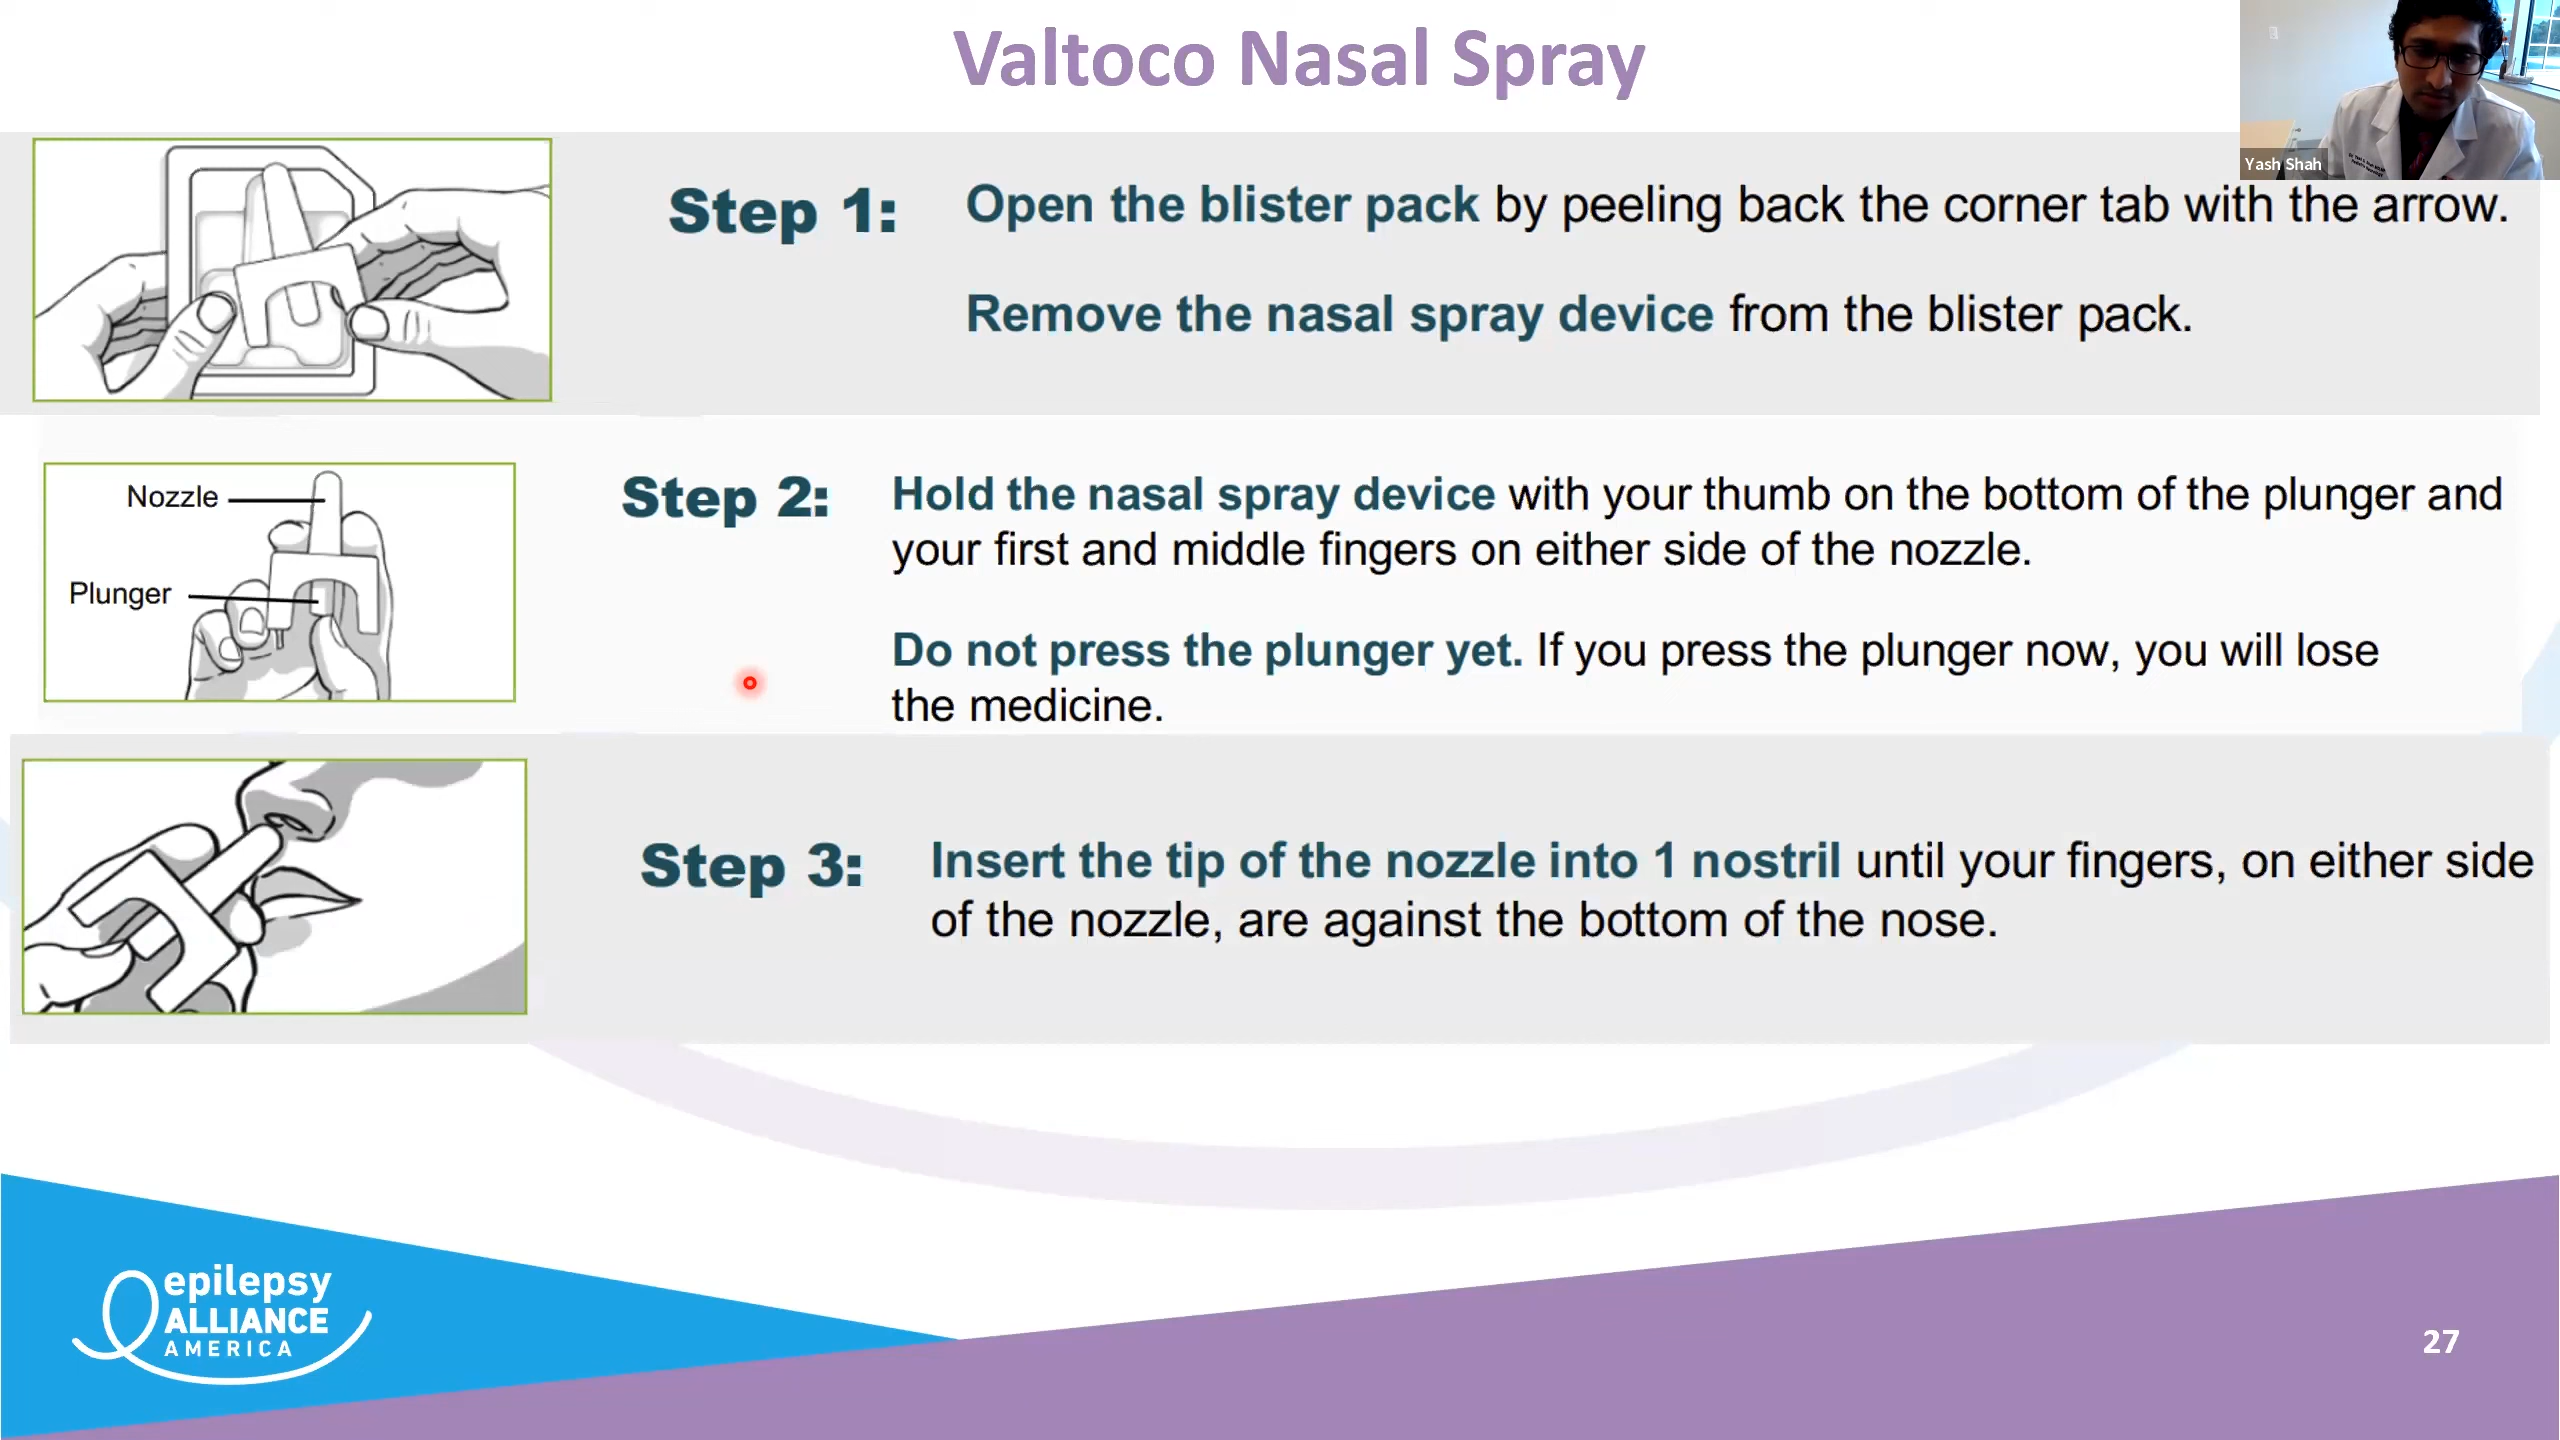 Valtoco Nasal Spray
Yash Shah
Step 1:
Open the blister pack by peeling back the corner tab with the arrow.
Remove the nasal spray device from the blister pack.
Nozzle
Plunger
Step 2:
Hold the nasal spray device with your thumb on the bottom of the plunger and
your first and middle fingers on either side of the nozzle.
Do not press the plunger yet. If you press the plunger now, you will lose
the medicine.
Step 3:
Insert the tip of the nozzle into 1 nostril until your fingers, on either side
of the nozzle, are against the bottom of the nose.
epilepsy
ALLIANCE
AMERICA
27